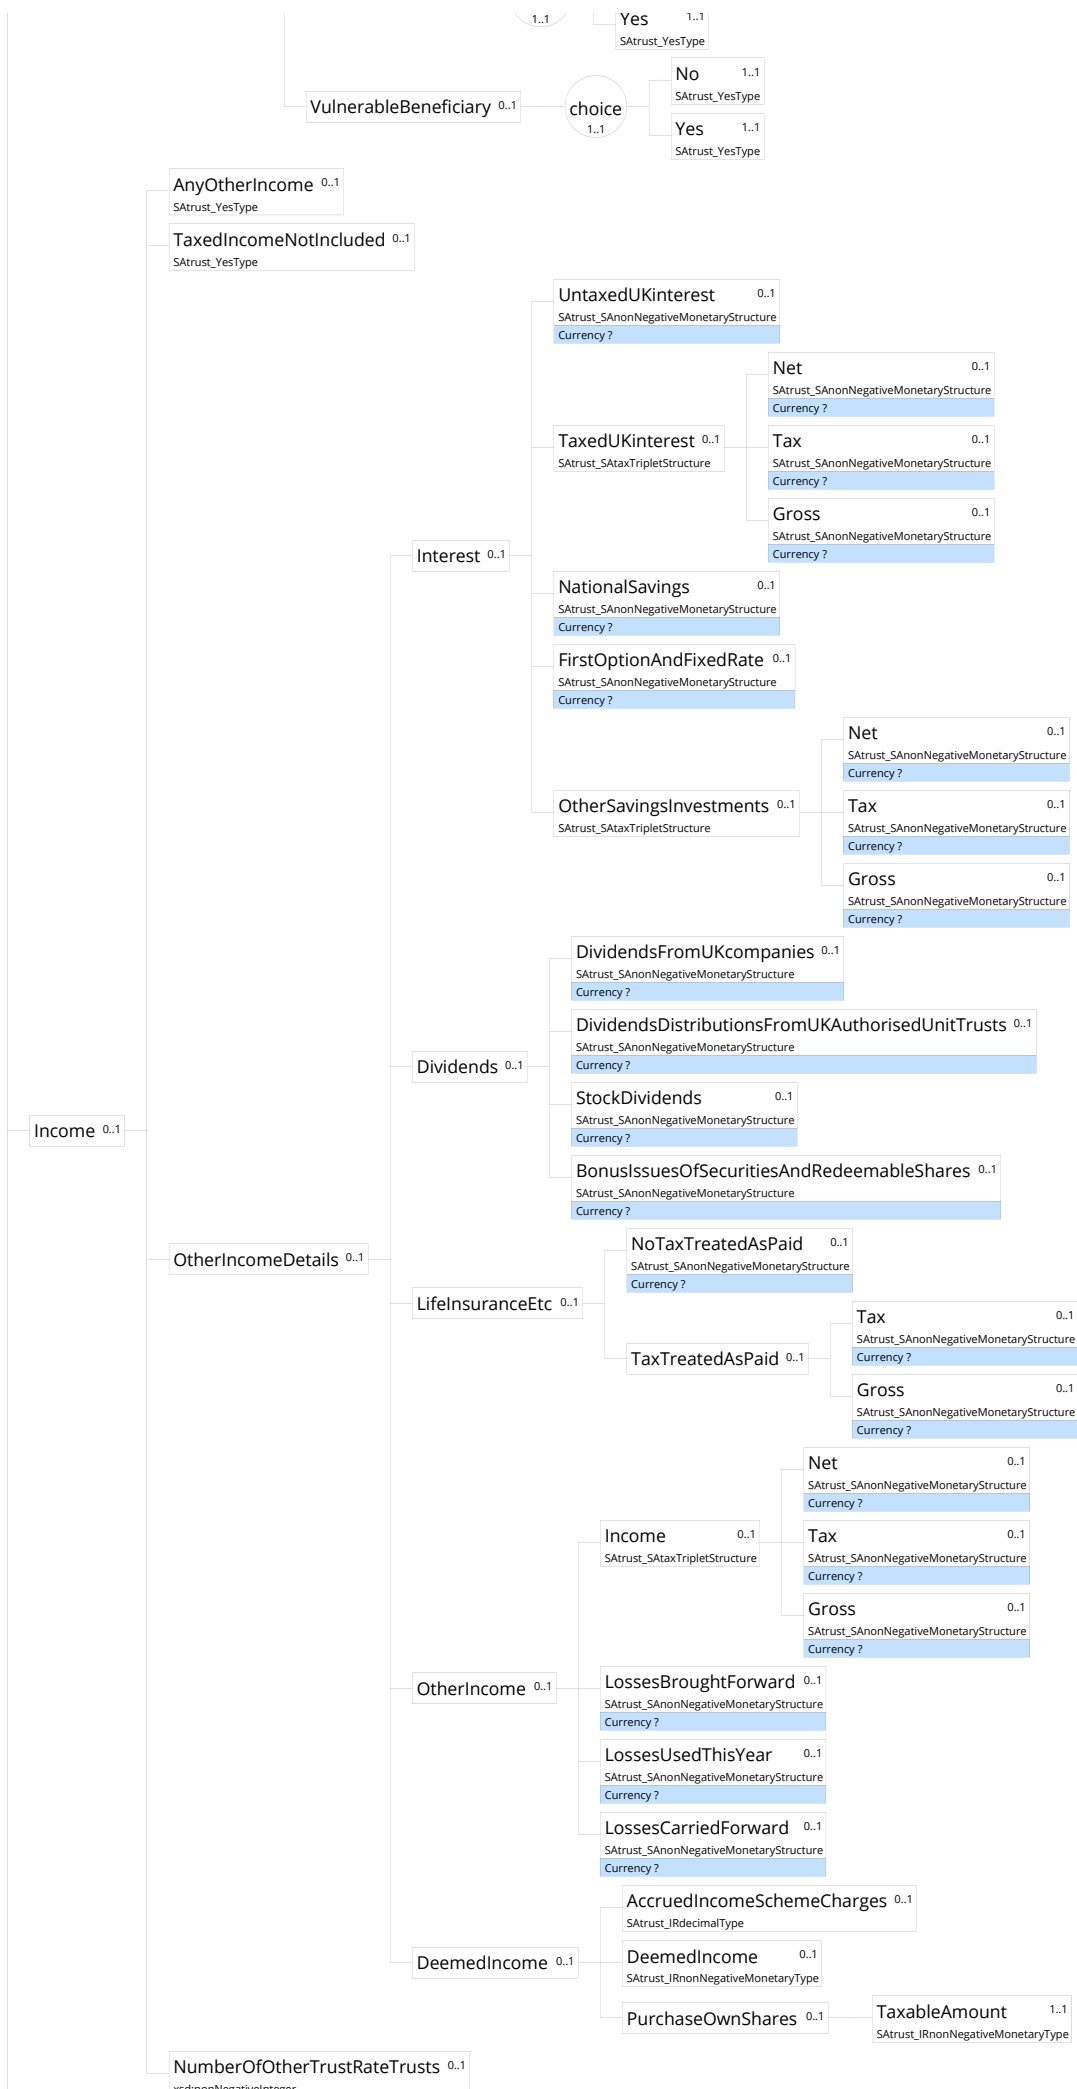 1..1
Yes 1..1
SAtrust_YesType
No 1..1
SAtrust_YesType
VulnerableBeneficiary 0..1
choice
1..1
Yes 1..1
SAtrust_YesType
AnyOtherIncome 0..1
SAtrust_YesType
TaxedIncomeNotIncluded 0..1
SAtrust_YesType
UntaxedUKinterest 0..1
SAtrust_SAnonNegativeMonetaryStructure
Currency ?
Net 0..1
SAtrust_SAnonNegativeMonetaryStructure
Currency ?
TaxedUKinterest 0..1
SAtrust_SAtaxTripletStructure
Tax 0..1
SAtrust_SAnonNegativeMonetaryStructure
Currency ?
Gross 0..1
SAtrust_SAnonNegativeMonetaryStructure
Currency ?
Interest 0..1
NationalSavings 0..1
SAtrust_SAnonNegativeMonetaryStructure
Currency ?
FirstOptionAndFixedRate 0..1
SAtrust_SAnonNegativeMonetaryStructure
Currency ?
Net 0..1
SAtrust_SAnonNegativeMonetaryStructure
Currency ?
OtherSavingsInvestments 0..1
SAtrust_SAtaxTripletStructure
Tax 0..1
SAtrust_SAnonNegativeMonetaryStructure
Currency ?
Gross 0..1
SAtrust_SAnonNegativeMonetaryStructure
Currency ?
DividendsFromUKcompanies 0..1
SAtrust_SAnonNegativeMonetaryStructure
Currency ?
DividendsDistributionsFromUKAuthorisedUnitTrusts 0..1
SAtrust_SAnonNegativeMonetaryStructure
Currency ?
Dividends 0..1
StockDividends 0..1
SAtrust_SAnonNegativeMonetaryStructure
Currency ?
Income 0..1
BonusIssuesOfSecuritiesAndRedeemableShares 0..1
SAtrust_SAnonNegativeMonetaryStructure
Currency ?
OtherIncomeDetails 0..1
NoTaxTreatedAsPaid 0..1
SAtrust_SAnonNegativeMonetaryStructure
Currency ?
LifeInsuranceEtc 0..1
Tax 0..1
SAtrust_SAnonNegativeMonetaryStructure
Currency ?
TaxTreatedAsPaid 0..1
Gross 0..1
SAtrust_SAnonNegativeMonetaryStructure
Currency ?
Net 0..1
SAtrust_SAnonNegativeMonetaryStructure
Currency ?
Income 0..1
SAtrust_SAtaxTripletStructure
Tax 0..1
SAtrust_SAnonNegativeMonetaryStructure
Currency ?
Gross 0..1
SAtrust_SAnonNegativeMonetaryStructure
Currency ?
OtherIncome 0..1
LossesBroughtForward 0..1
SAtrust_SAnonNegativeMonetaryStructure
Currency ?
LossesUsedThisYear 0..1
SAtrust_SAnonNegativeMonetaryStructure
Currency ?
LossesCarriedForward 0..1
SAtrust_SAnonNegativeMonetaryStructure
Currency ?
AccruedIncomeSchemeCharges 0..1
SAtrust_IRdecimalType
DeemedIncome 0..1
DeemedIncome 0..1
SAtrust_IRnonNegativeMonetaryType
PurchaseOwnShares 0..1
TaxableAmount 1..1
SAtrust_IRnonNegativeMonetaryType
NumberOfOtherTrustRateTrusts 0..1
xsd:nonNegativeInteger